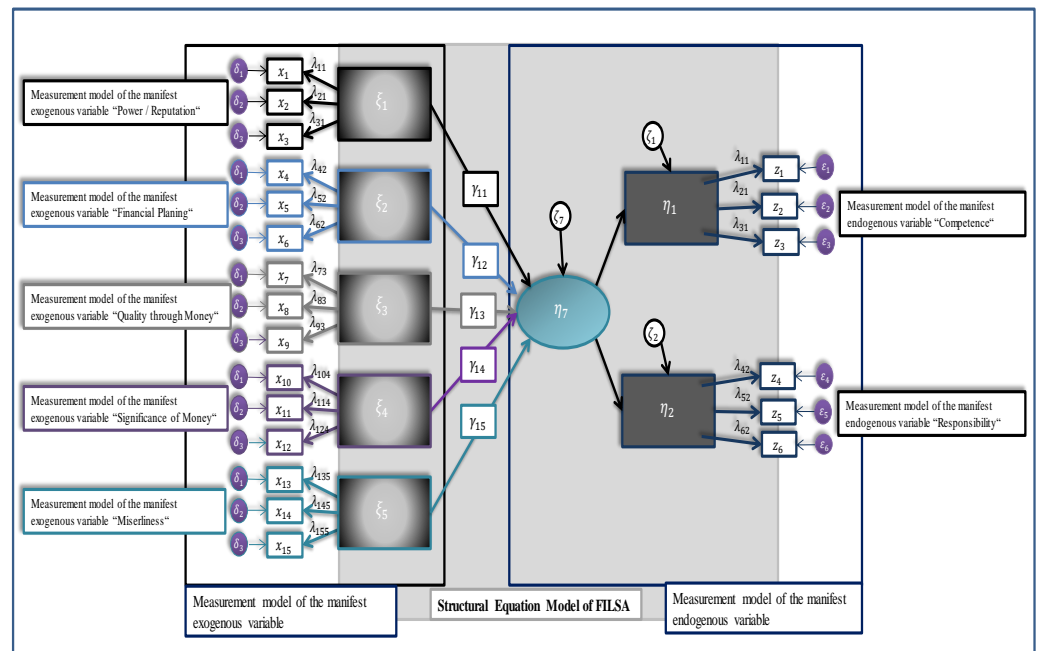 Measurement model of the manifest
exogenous variable “Power / Reputation“
δ₁ x₁ λ₁₁
δ₂ x₂ λ₂₁
δ₃ x₃ λ₃₁
ξ₁
Measurement model of the manifest
exogenous variable “Financial Planing“
δ₁ x₄ λ₄₂
δ₂ x₅ λ₅₂
δ₃ x₆ λ₆₂
ξ₂
Measurement model of the manifest
exogenous variable “Quality through Money“
δ₁ x₇ λ₇₃
δ₂ x₈ λ₈₃
δ₃ x₉ λ₉₃
ξ₃
Measurement model of the manifest
exogenous variable “Significance of Money“
δ₁ x₁₀ λ₁₀₄
δ₂ x₁₁ λ₁₁₄
δ₃ x₁₂ λ₁₂₄
ξ₄
Measurement model of the manifest
exogenous variable “Miserliness“
δ₁ x₁₃ λ₁₃₅
δ₂ x₁₄ λ₁₄₅
δ₃ x₁₅ λ₁₅₅
ξ₅
γ₁₁
γ₁₂
γ₁₃
γ₁₄
γ₁₅
ζ₇
η₇
ζ₁
η₁
λ₁₁ z₁ ε₁
λ₂₁ z₂ ε₂
λ₃₁ z₃ ε₃
Measurement model of the manifest
endogenous variable “Competence“
ζ₂
η₂
λ₄₂ z₄ ε₄
λ₅₂ z₅ ε₅
λ₆₂ z₆ ε₆
Measurement model of the manifest
endogenous variable “Responsibility“
Measurement model of the manifest
exogenous variable
Structural Equation Model of FILSA
Measurement model of the manifest
endogenous variable